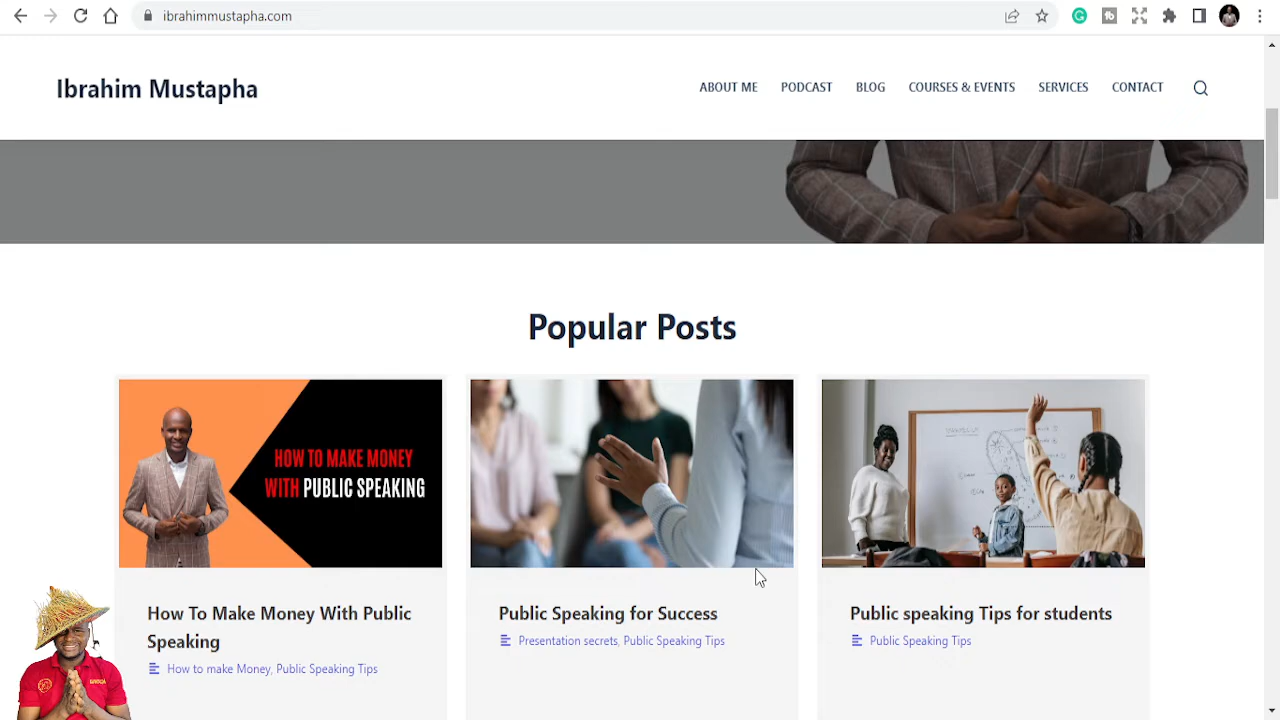 ibrahimmustapha.com
Ibrahim Mustapha
ABOUT ME PODCAST BLOG COURSES & EVENTS SERVICES CONTACT
Popular Posts
HOW TO MAKE MONEY
WITH PUBLIC SPEAKING
How To Make Money With Public
Speaking
How to make Money, Public Speaking Tips
Public Speaking for Success
Presentation secrets, Public Speaking Tips
Public speaking Tips for students
Public Speaking Tips